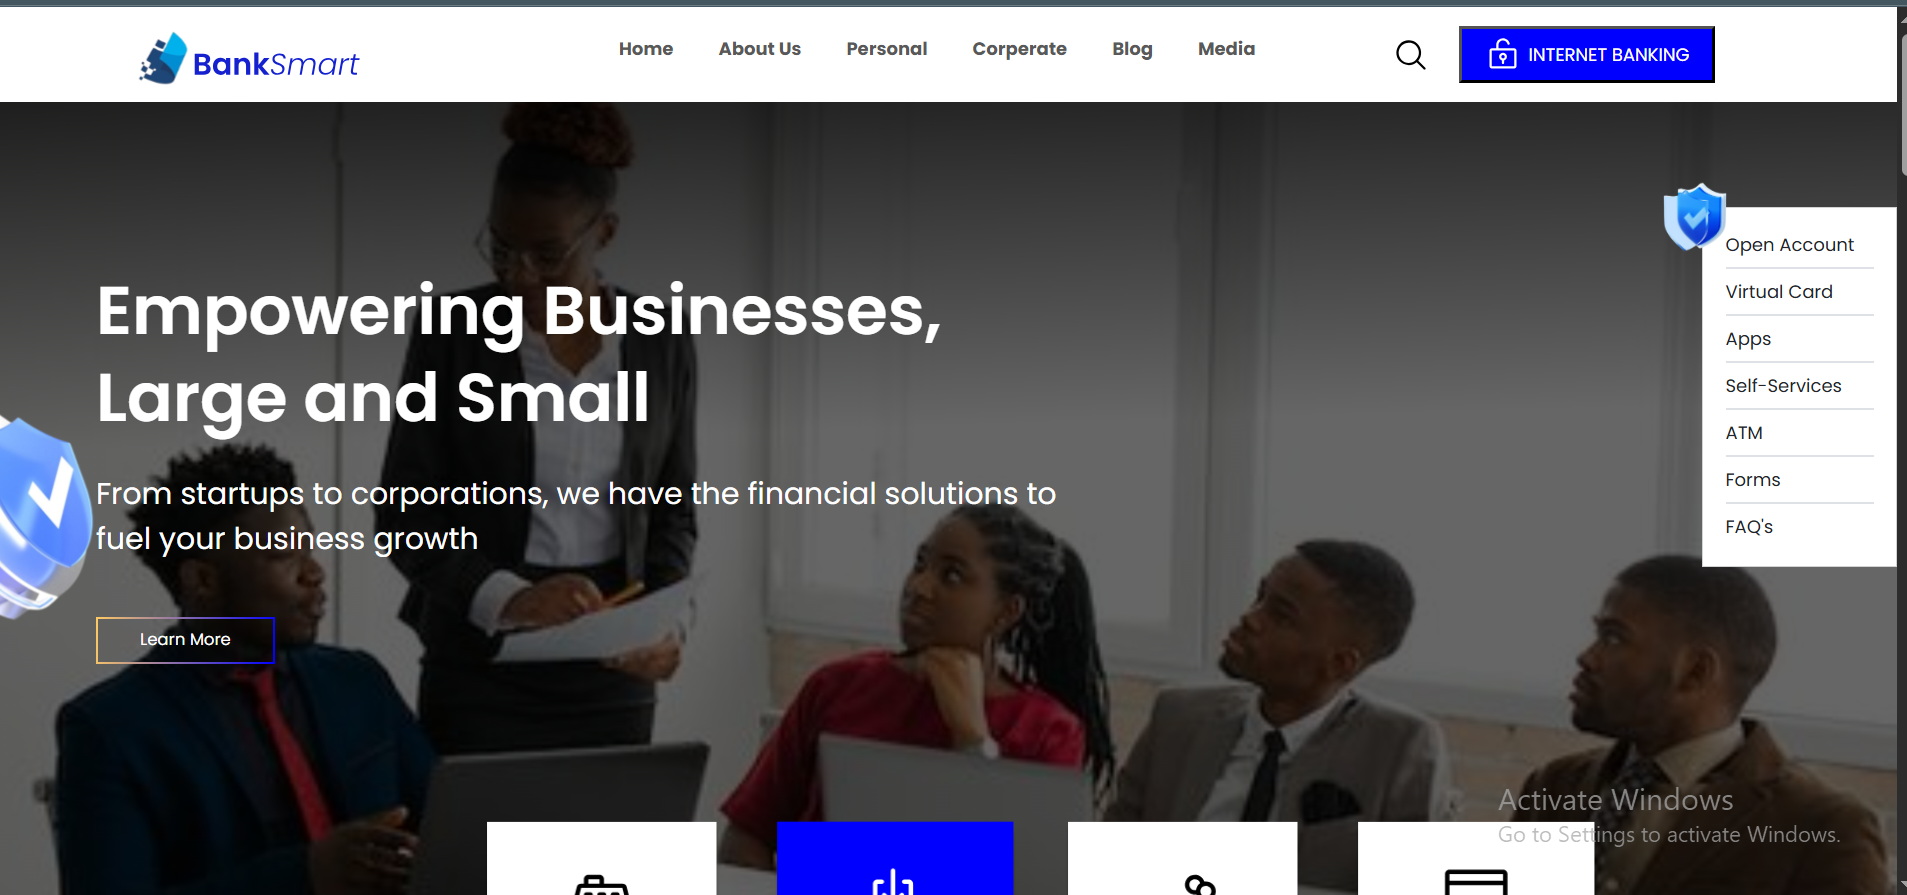 BankSmart
Home
About Us
Personal
Corperate
Blog
Media
INTERNET BANKING
Empowering Businesses,
Large and Small
From startups to corporations, we have the financial solutions to
fuel your business growth
Learn More
Open Account
Virtual Card
Apps
Self-Services
ATM
Forms
FAQ's
Activate Windows
Go to Settings to activate Windows.